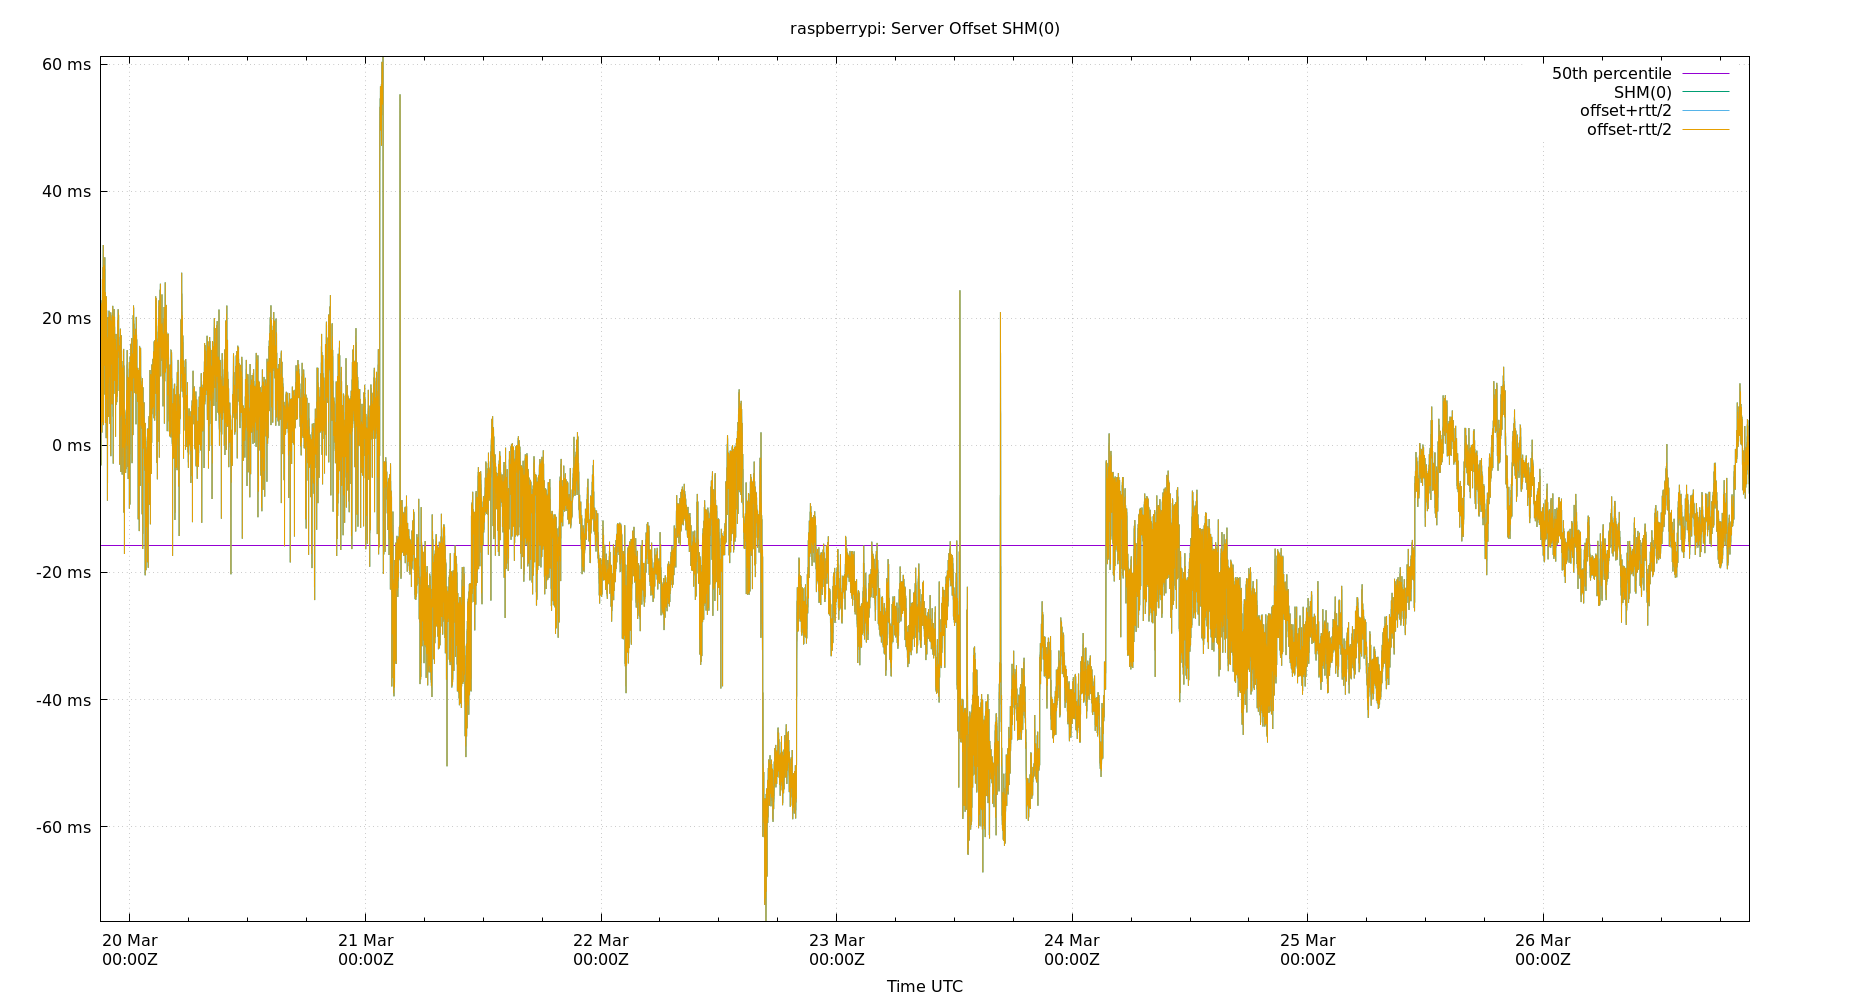 raspberrypi: Server Offset SHM(0)
50th percentile
SHM(0)
offset+rtt/2
offset-rtt/2
60 ms
40 ms
20 ms
0 ms
-20 ms
-40 ms
-60 ms
20 Mar 21 Mar 22 Mar 23 Mar 24 Mar 25 Mar 26 Mar
00:00Z 00:00Z 00:00Z 00:00Z 00:00Z 00:00Z 00:00Z
Time UTC